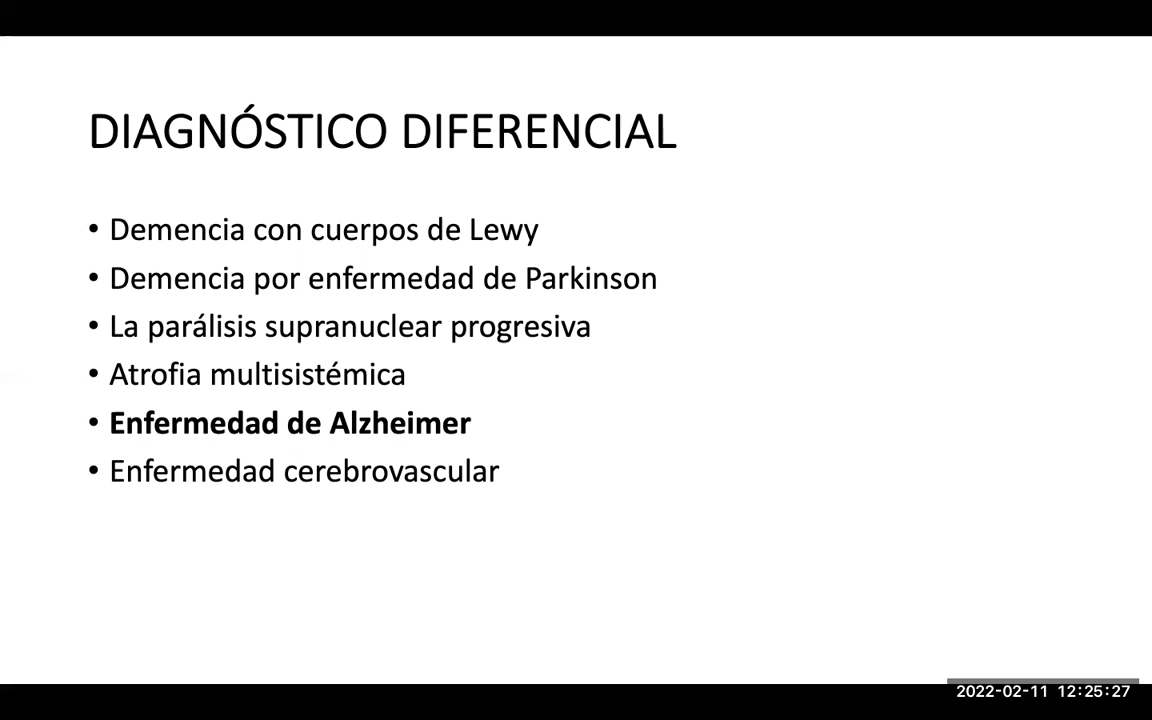 DIAGNÓSTICO DIFERENCIAL
• Demencia con cuerpos de Lewy
• Demencia por enfermedad de Parkinson
• La parálisis supranuclear progresiva
• Atrofia multisistémica
• Enfermedad de Alzheimer
• Enfermedad cerebrovascular
2022-02-11 12:25:27